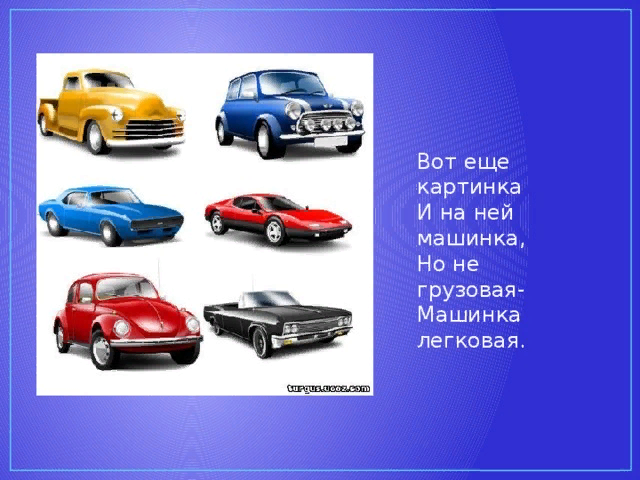 Вот еще
картинка
И на ней
машинка,
Но не
грузовая-
Машинка
легковая.
turgus.ucoz.com